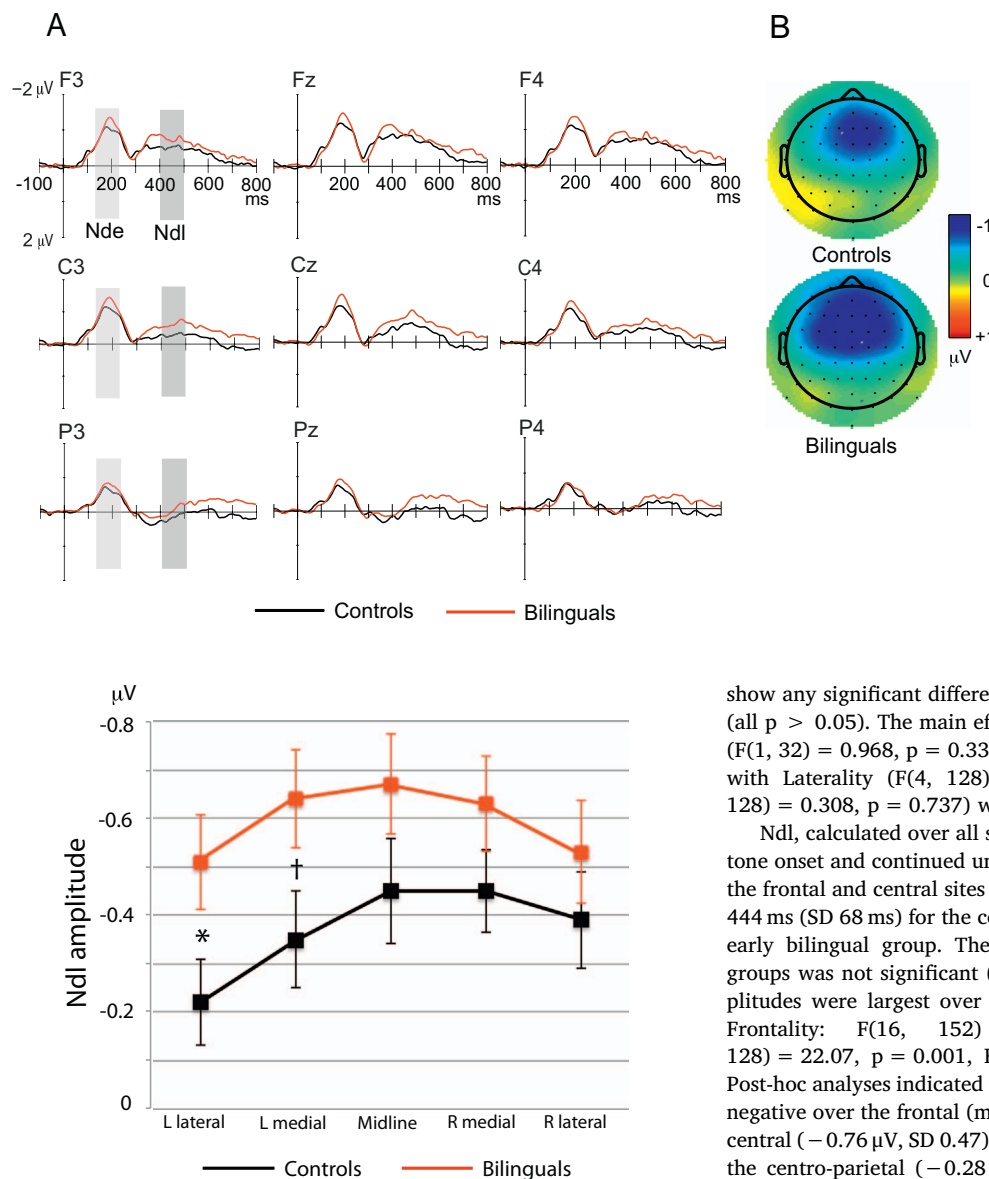 A
B
F3
Fz
F4
−2 µV
-100
200
400
600
800
ms
200
400
600
800
ms
200
400
600
800
ms
Nde
Ndl
2 µV
C3
Cz
C4
P3
Pz
P4
Controls
Bilinguals
Controls
-1
0
+1
µV
Bilinguals
µV
-0.8
-0.6
-0.4
-0.2
0
Ndl amplitude
*
†
L lateral
L medial
Midline
R medial
R lateral
Controls
Bilinguals
show any significant differe
(all p > 0.05). The main ef
(F(1, 32) = 0.968, p = 0.33
with Laterality (F(4, 128)
128) = 0.308, p = 0.737) w
Ndl, calculated over all s
tone onset and continued un
the frontal and central sites
444 ms (SD 68 ms) for the co
early bilingual group. The
groups was not significant (
plitudes were largest over
Frontality: F(16, 152)
128) = 22.07, p = 0.001, F
Post-hoc analyses indicated
negative over the frontal (m
central (−0.76 µV, SD 0.47)
the centro-parietal (−0.28